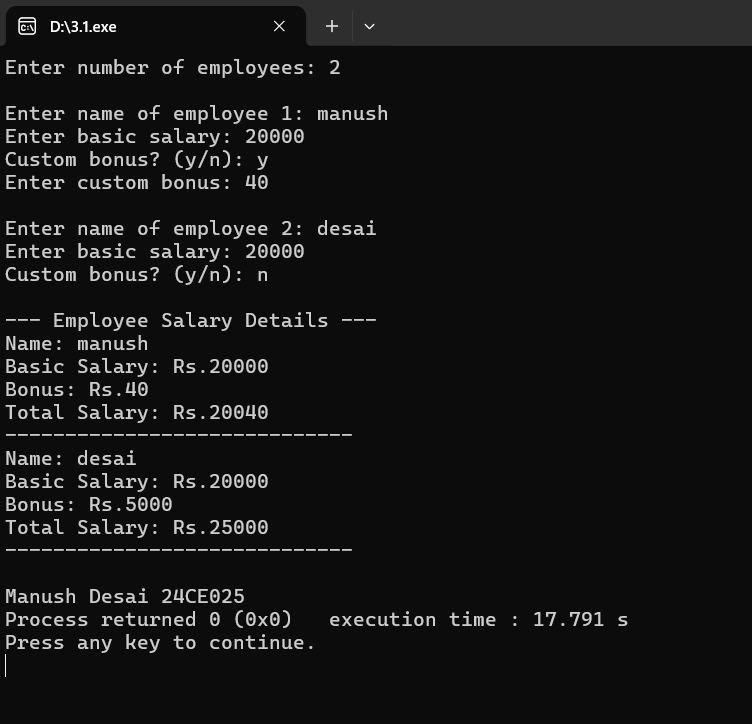 D:\3.1.exe
Enter number of employees: 2
Enter name of employee 1: manush
Enter basic salary: 20000
Custom bonus? (y/n): y
Enter custom bonus: 40
Enter name of employee 2: desai
Enter basic salary: 20000
Custom bonus? (y/n): n
--- Employee Salary Details ---
Name: manush
Basic Salary: Rs.20000
Bonus: Rs.40
Total Salary: Rs.20040
-----------------------------
Name: desai
Basic Salary: Rs.20000
Bonus: Rs.5000
Total Salary: Rs.25000
-----------------------------
Manush Desai 24CE025
Process returned 0 (0x0)   execution time : 17.791 s
Press any key to continue.